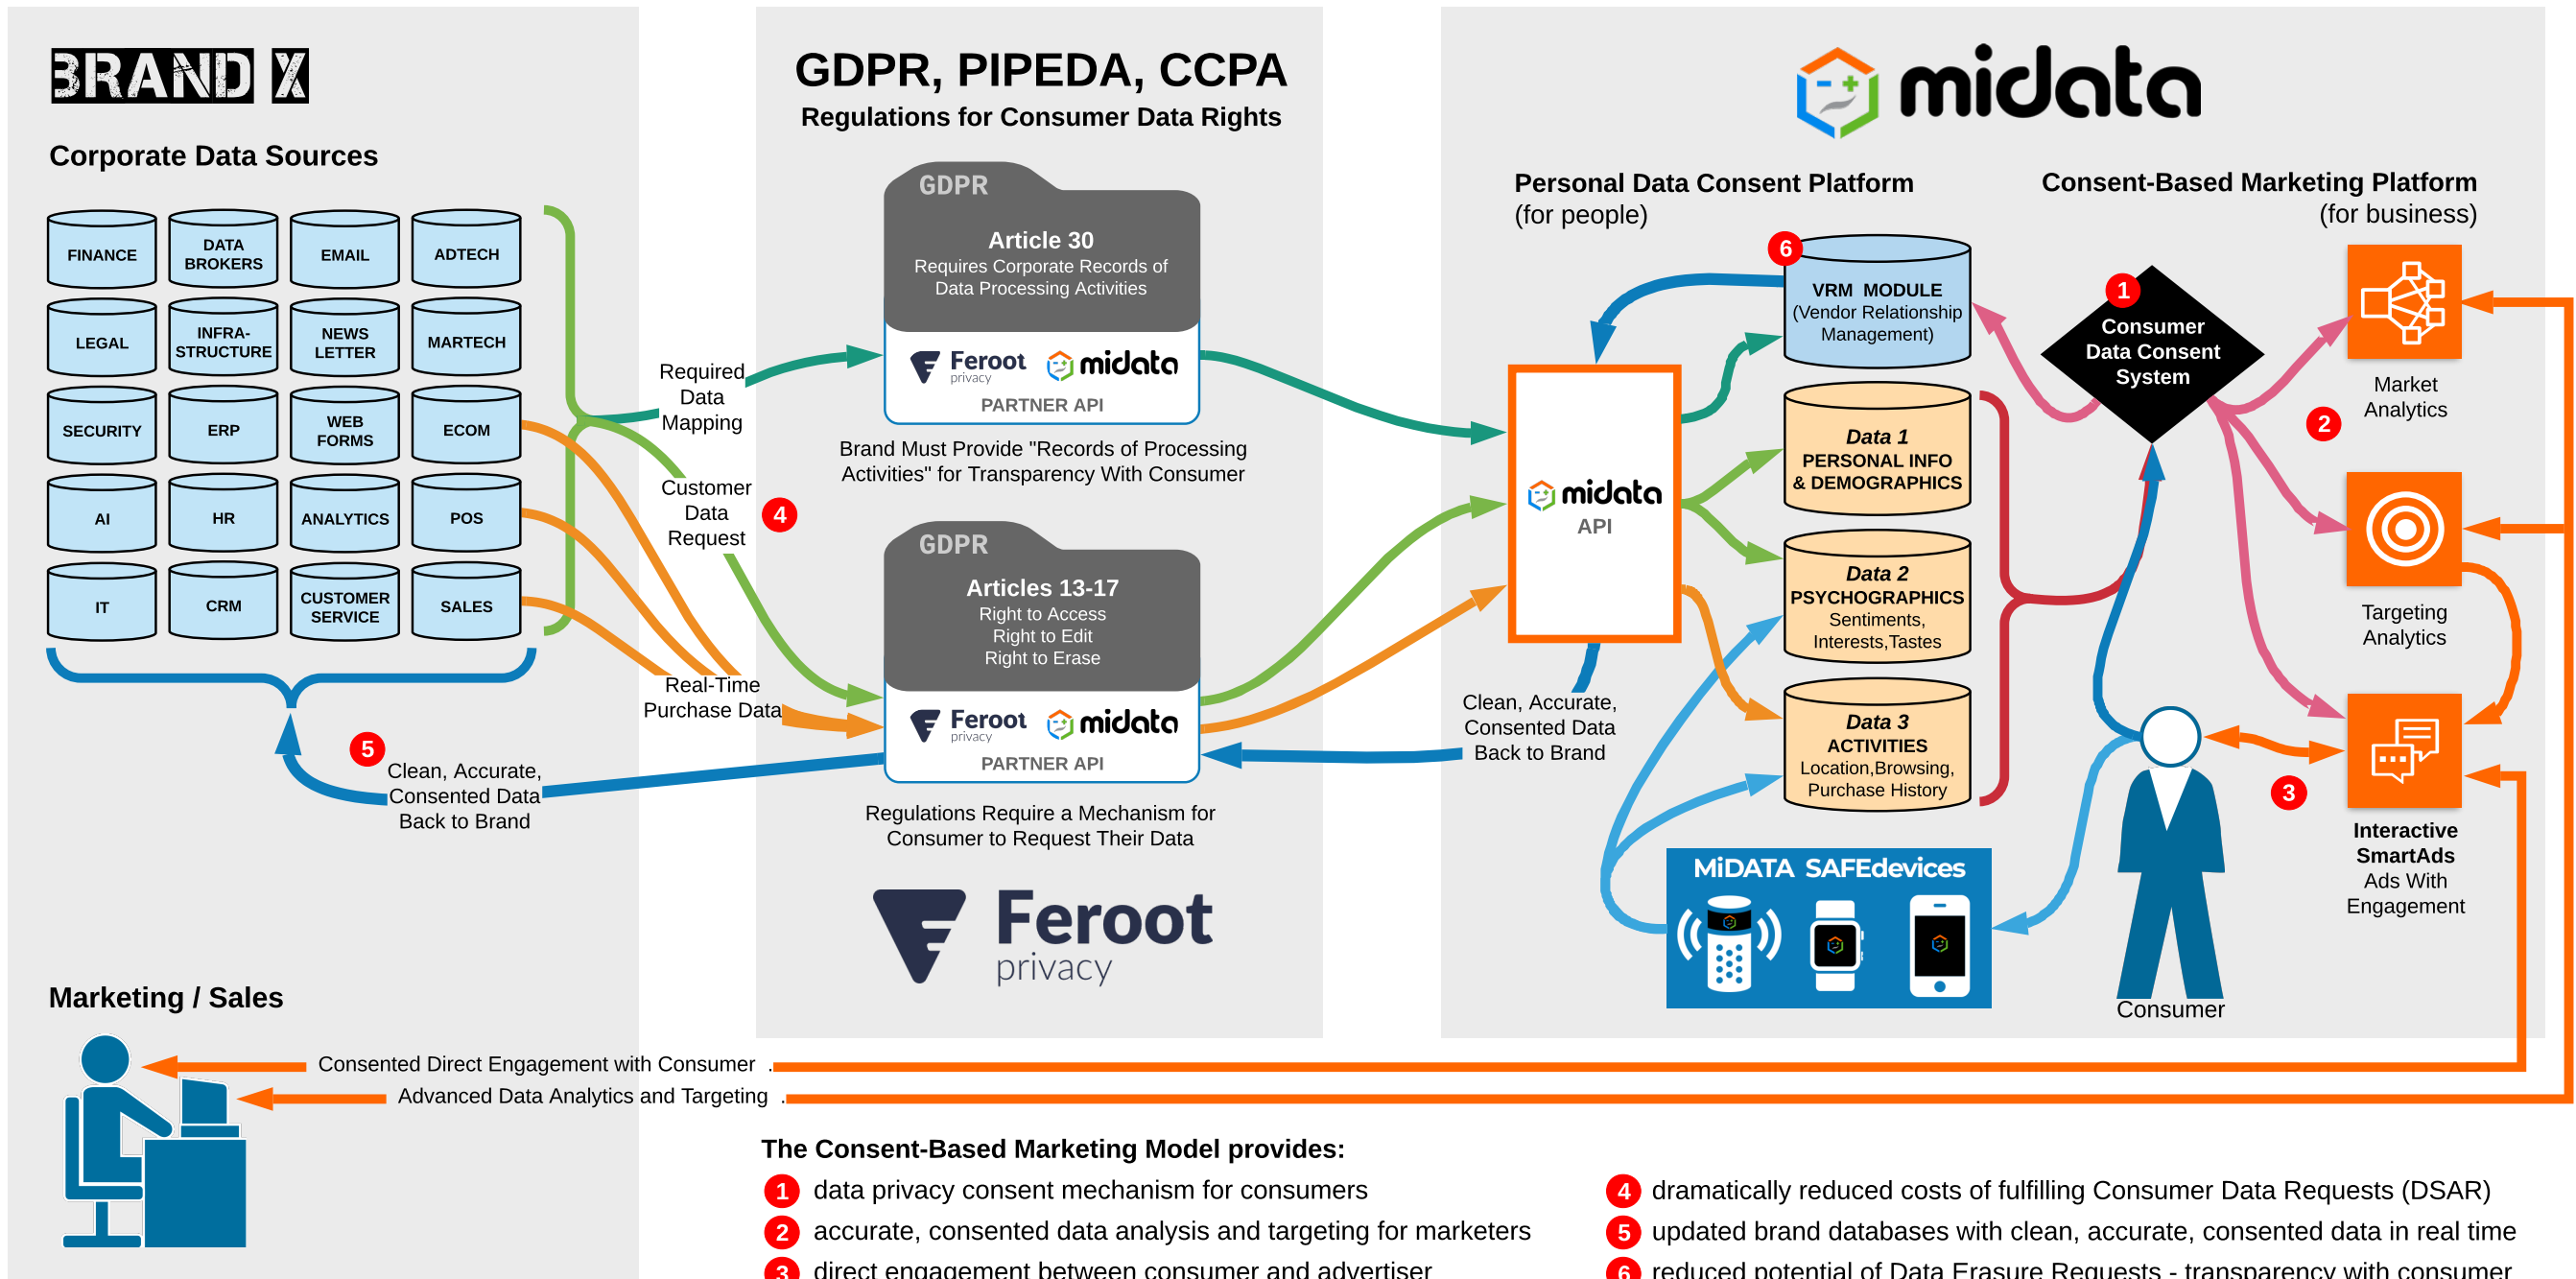 BRAND X
Corporate Data Sources
FINANCE
DATA
BROKERS
EMAIL
ADTECH
LEGAL
INFRA-
STRUCTURE
NEWS
LETTER
MARTECH
SECURITY
ERP
WEB
FORMS
ECOM
AI
HR
ANALYTICS
POS
IT
CRM
CUSTOMER
SERVICE
SALES
Required
Data
Mapping
Customer
Data
Request
4
Real-Time
Purchase Data
5
Clean, Accurate,
Consented Data
Back to Brand
Marketing / Sales
Consented Direct Engagement with Consumer .
Advanced Data Analytics and Targeting .
GDPR, PIPEDA, CCPA
Regulations for Consumer Data Rights
GDPR
Article 30
Requires Corporate Records of
Data Processing Activities
Feroot
privacy
midata
PARTNER API
Brand Must Provide "Records of Processing
Activities" for Transparency With Consumer
GDPR
Articles 13-17
Right to Access
Right to Edit
Right to Erase
Feroot
privacy
midata
PARTNER API
Regulations Require a Mechanism for
Consumer to Request Their Data
Feroot
privacy
midata
Personal Data Consent Platform
(for people)
Consent-Based Marketing Platform
(for business)
6
VRM MODULE
(Vendor Relationship
Management)
midata
API
Data 1
PERSONAL INFO
& DEMOGRAPHICS
Data 2
PSYCHOGRAPHICS
Sentiments,
Interests,Tastes
Data 3
ACTIVITIES
Location,Browsing,
Purchase History
Clean, Accurate,
Consented Data
Back to Brand
1
Consumer
Data Consent
System
Market
Analytics
2
Targeting
Analytics
3
Interactive
SmartAds
Ads With
Engagement
MiDATA SAFEdevices
Consumer
The Consent-Based Marketing Model provides:
1 data privacy consent mechanism for consumers
2 accurate, consented data analysis and targeting for marketers
3 direct engagement between consumer and advertiser
4 dramatically reduced costs of fulfilling Consumer Data Requests (DSAR)
5 updated brand databases with clean, accurate, consented data in real time
6 reduced potential of Data Erasure Requests - transparency with consumer